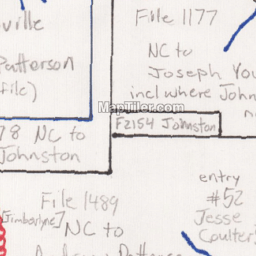 ville
Patterson
File)
File 1177
NC to
Joseph You
incl where John
MapTiler.com
F2154 Johnston
78 NC to
Johnston
File 1489
[Jimberlyne] NC to
entry
#52
Jesse
Coulter